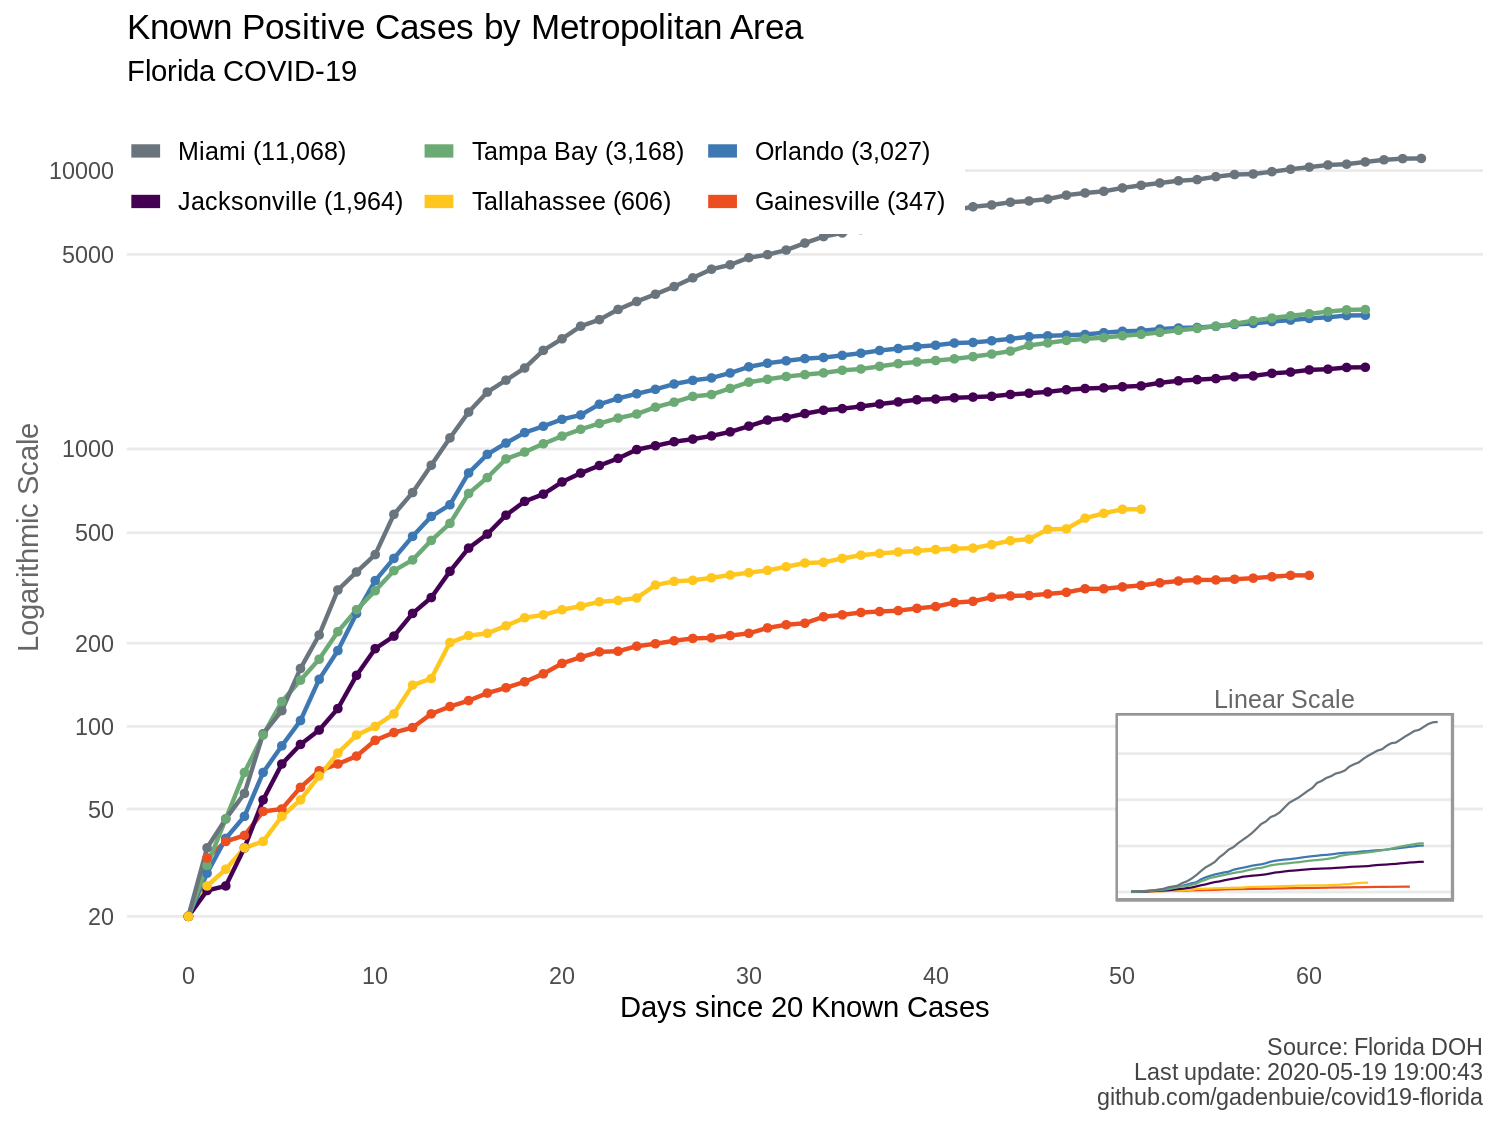 Known Positive Cases by Metropolitan Area
Florida COVID-19
Miami (11,068) Tampa Bay (3,168) Orlando (3,027)
Jacksonville (1,964) Tallahassee (606) Gainesville (347)
10000
5000
1000
500
200
100
50
20
Logarithmic Scale
Linear Scale
0 10 20 30 40 50 60
Days since 20 Known Cases
Source: Florida DOH
Last update: 2020-05-19 19:00:43
github.com/gadenbuie/covid19-florida